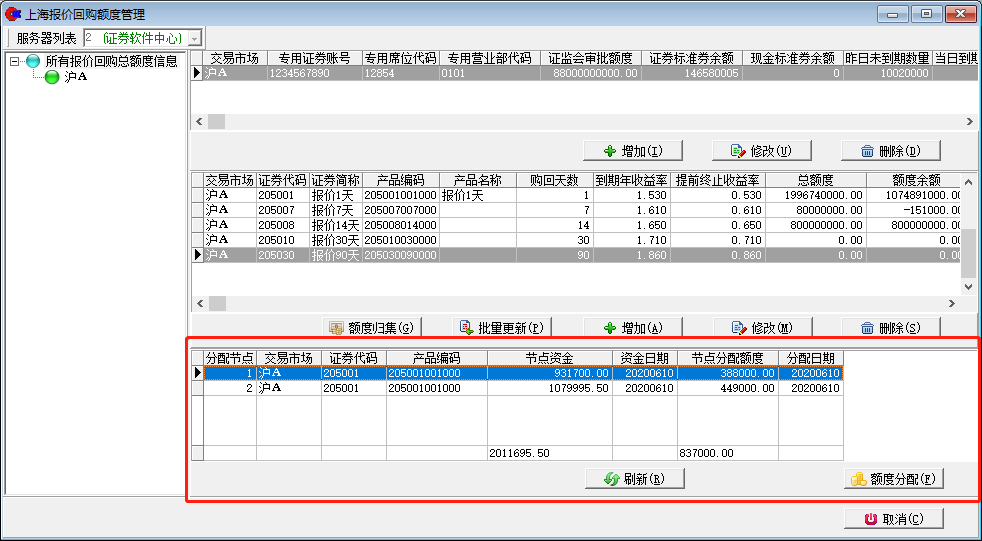 上海报价回购额度管理
服务器列表 2 (证券软件中心)
所有报价回购总额度信息
沪A
交易市场 专用证券账号 专用席位代码 专用营业部代码 证监会审批额度 证券标准券余额 现金标准券余额 昨日未到期数量 当日到期
沪A 1234567890 12854 0101 88000000000.00 146580005 0 10020000
增加(I) 修改(U) 删除(D)
交易市场 证券代码 证券简称 产品编码 产品名称 购回天数 到期年收益率 提前终止收益率 总额度 额度余额
沪A 205001 报价1天 205001001000 报价1天 1 1.530 0.530 1996740000.00 1074891000.00
沪A 205007 报价7天 205007007000 7 1.610 0.610 80000000.00 -151000.00
沪A 205008 报价14天 205008014000 14 1.650 0.650 800000000.00 800000000.00
沪A 205010 报价30天 205010030000 30 1.710 0.710 0.00 0.00
沪A 205030 报价90天 205030090000 90 1.860 0.860 0.00 0.00
额度归集(G) 批量更新(P) 增加(A) 修改(M) 删除(S)
分配节点 交易市场 证券代码 产品编码 节点资金 资金日期 节点分配额度 分配日期
1 沪A 205001 205001001000 931700.00 20200610 388000.00 20200610
2 沪A 205001 205001001000 1079995.50 20200610 449000.00 20200610
2011695.50 837000.00
刷新(R) 额度分配(F)
取消(C)